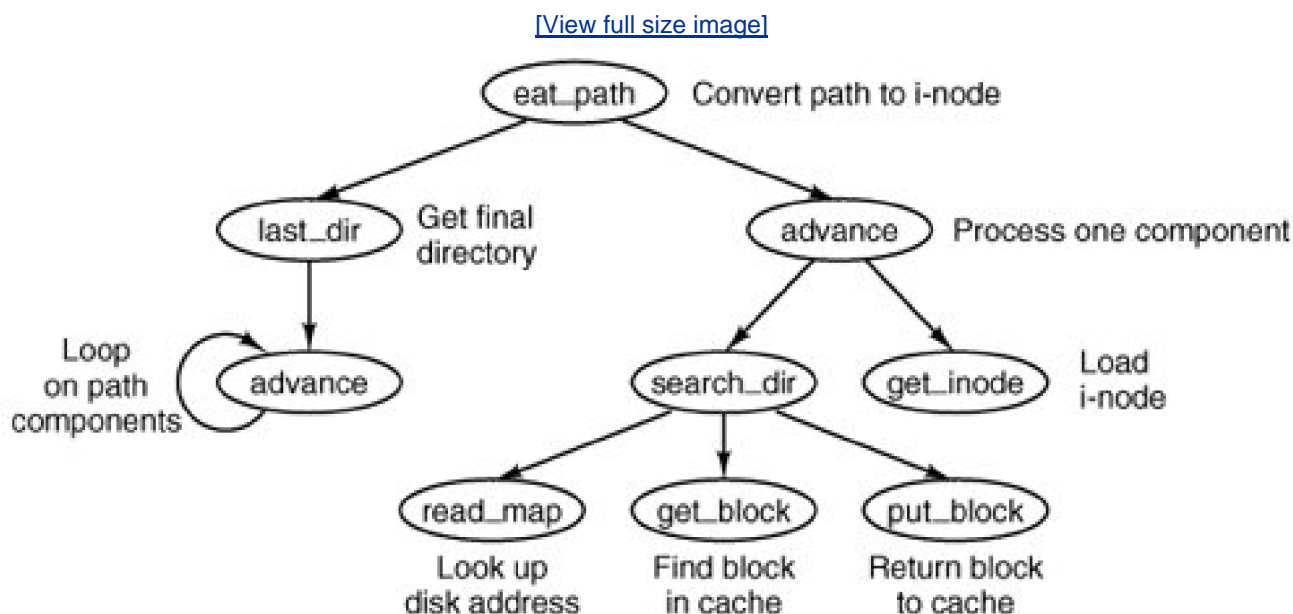 [View full size image]
eat_path
Convert path to i-node
last_dir
Get final
directory
advance
Process one component
Loop
on path
components
advance
search_dir
get_inode
Load
i-node
read_map
get_block
put_block
Look up
disk address
Find block
in cache
Return block
to cache